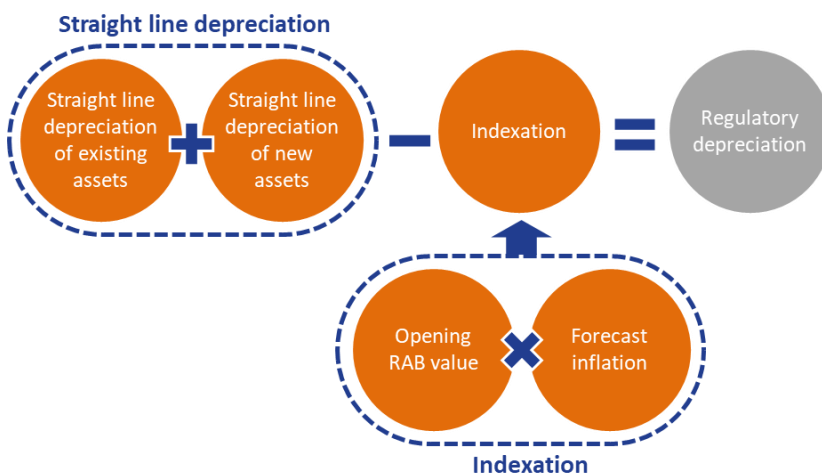 Straight line depreciation
Straight line
depreciation
of existing
assets
Straight line
depreciation
of new
assets
Indexation
Regulatory
depreciation
Opening
RAB value
Forecast
inflation
Indexation